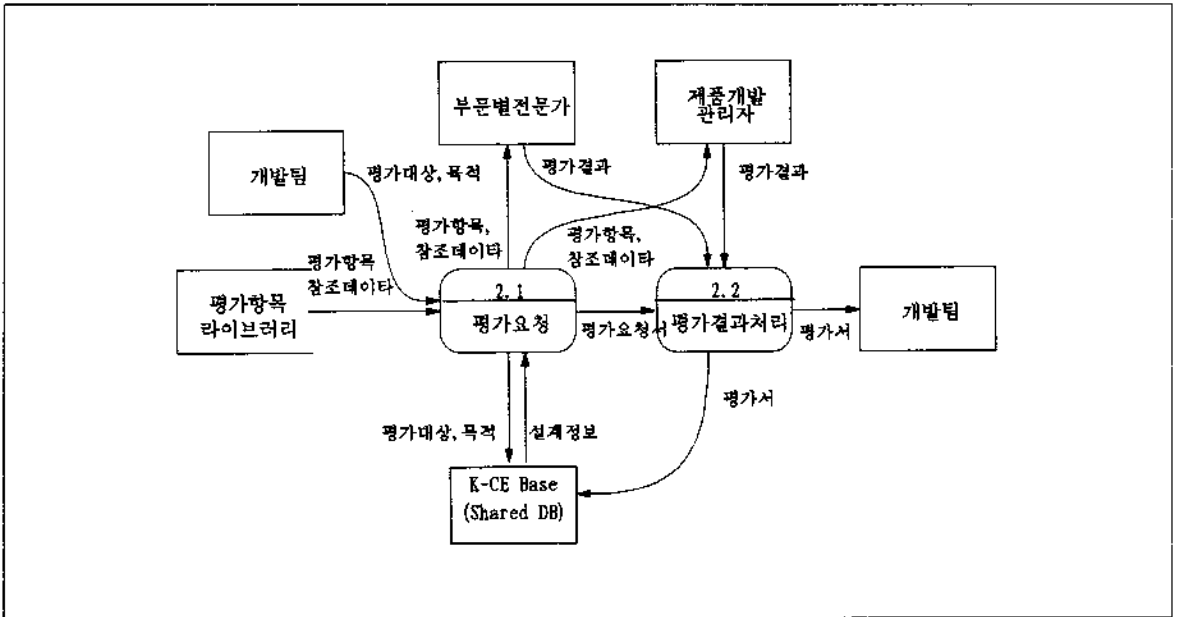 부문별전문가
제품개발
관리자
개발팀
평가대상, 목적
평가결과
평가결과
평가항목,
참조데이타
평가항목,
참조데이타
평가항목
참조데이타
평가항목
라이브러리
2.1
평가요청
평가요청서
2.2
평가결과처리
평가서
개발팀
평가서
평가대상, 목적
설계정보
K-CE Base
(Shared DB)